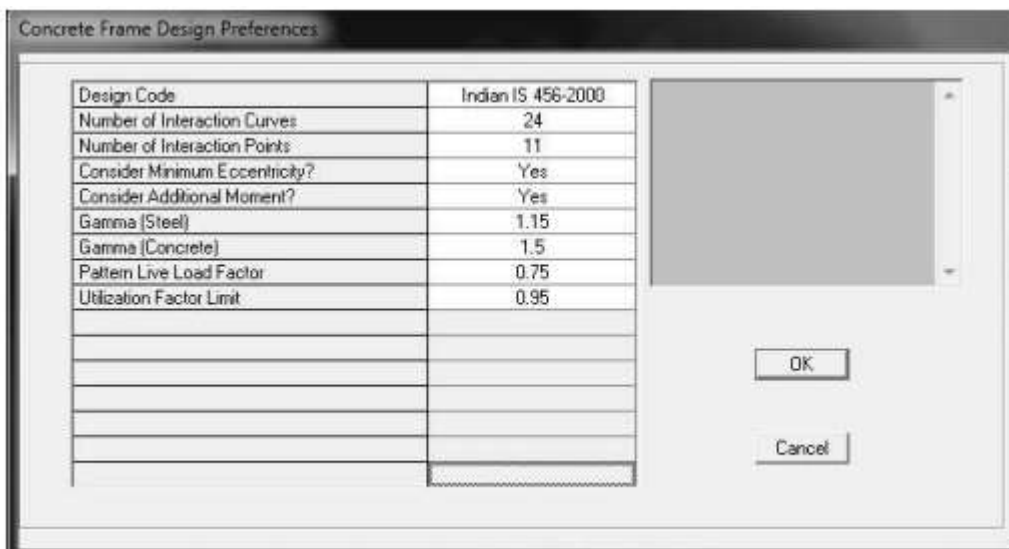 Concrete Frame Design Preferences
Design Code Indian IS 456-2000
Number of Interaction Curves 24
Number of Interaction Points 11
Consider Minimum Eccentricity? Yes
Consider Additional Moment? Yes
Gamma (Steel) 1.15
Gamma (Concrete) 1.5
Pattern Live Load Factor 0.75
Utilization Factor Limit 0.95
OK
Cancel